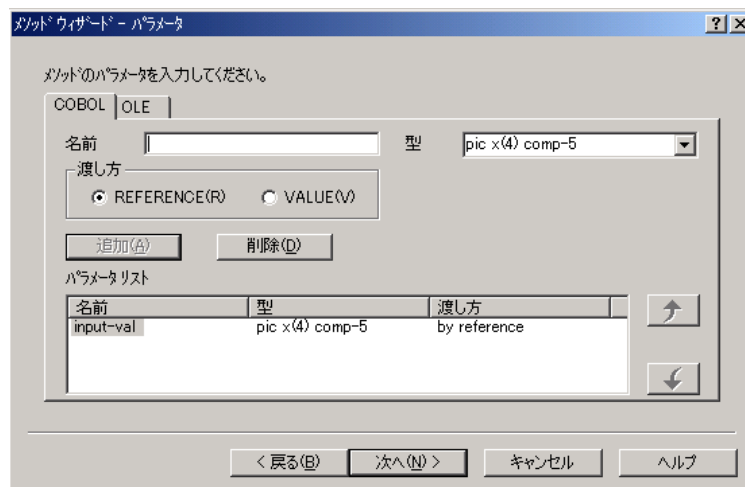 ﾒｿｯﾄﾞ ｳｨｻﾞｰﾄﾞ - ﾊﾟﾗﾒｰﾀ
ﾒｿｯﾄﾞのﾊﾟﾗﾒｰﾀを入力してください。
COBOL OLE
名前 型 pic x(4) comp-5
渡し方
REFERENCE(R) VALUE(V)
追加(A) 削除(D)
ﾊﾟﾗﾒｰﾀ ﾘｽﾄ
名前 型 渡し方
input-val pic x(4) comp-5 by reference
< 戻る(B) 次へ(N) > キャンセル ヘルプ